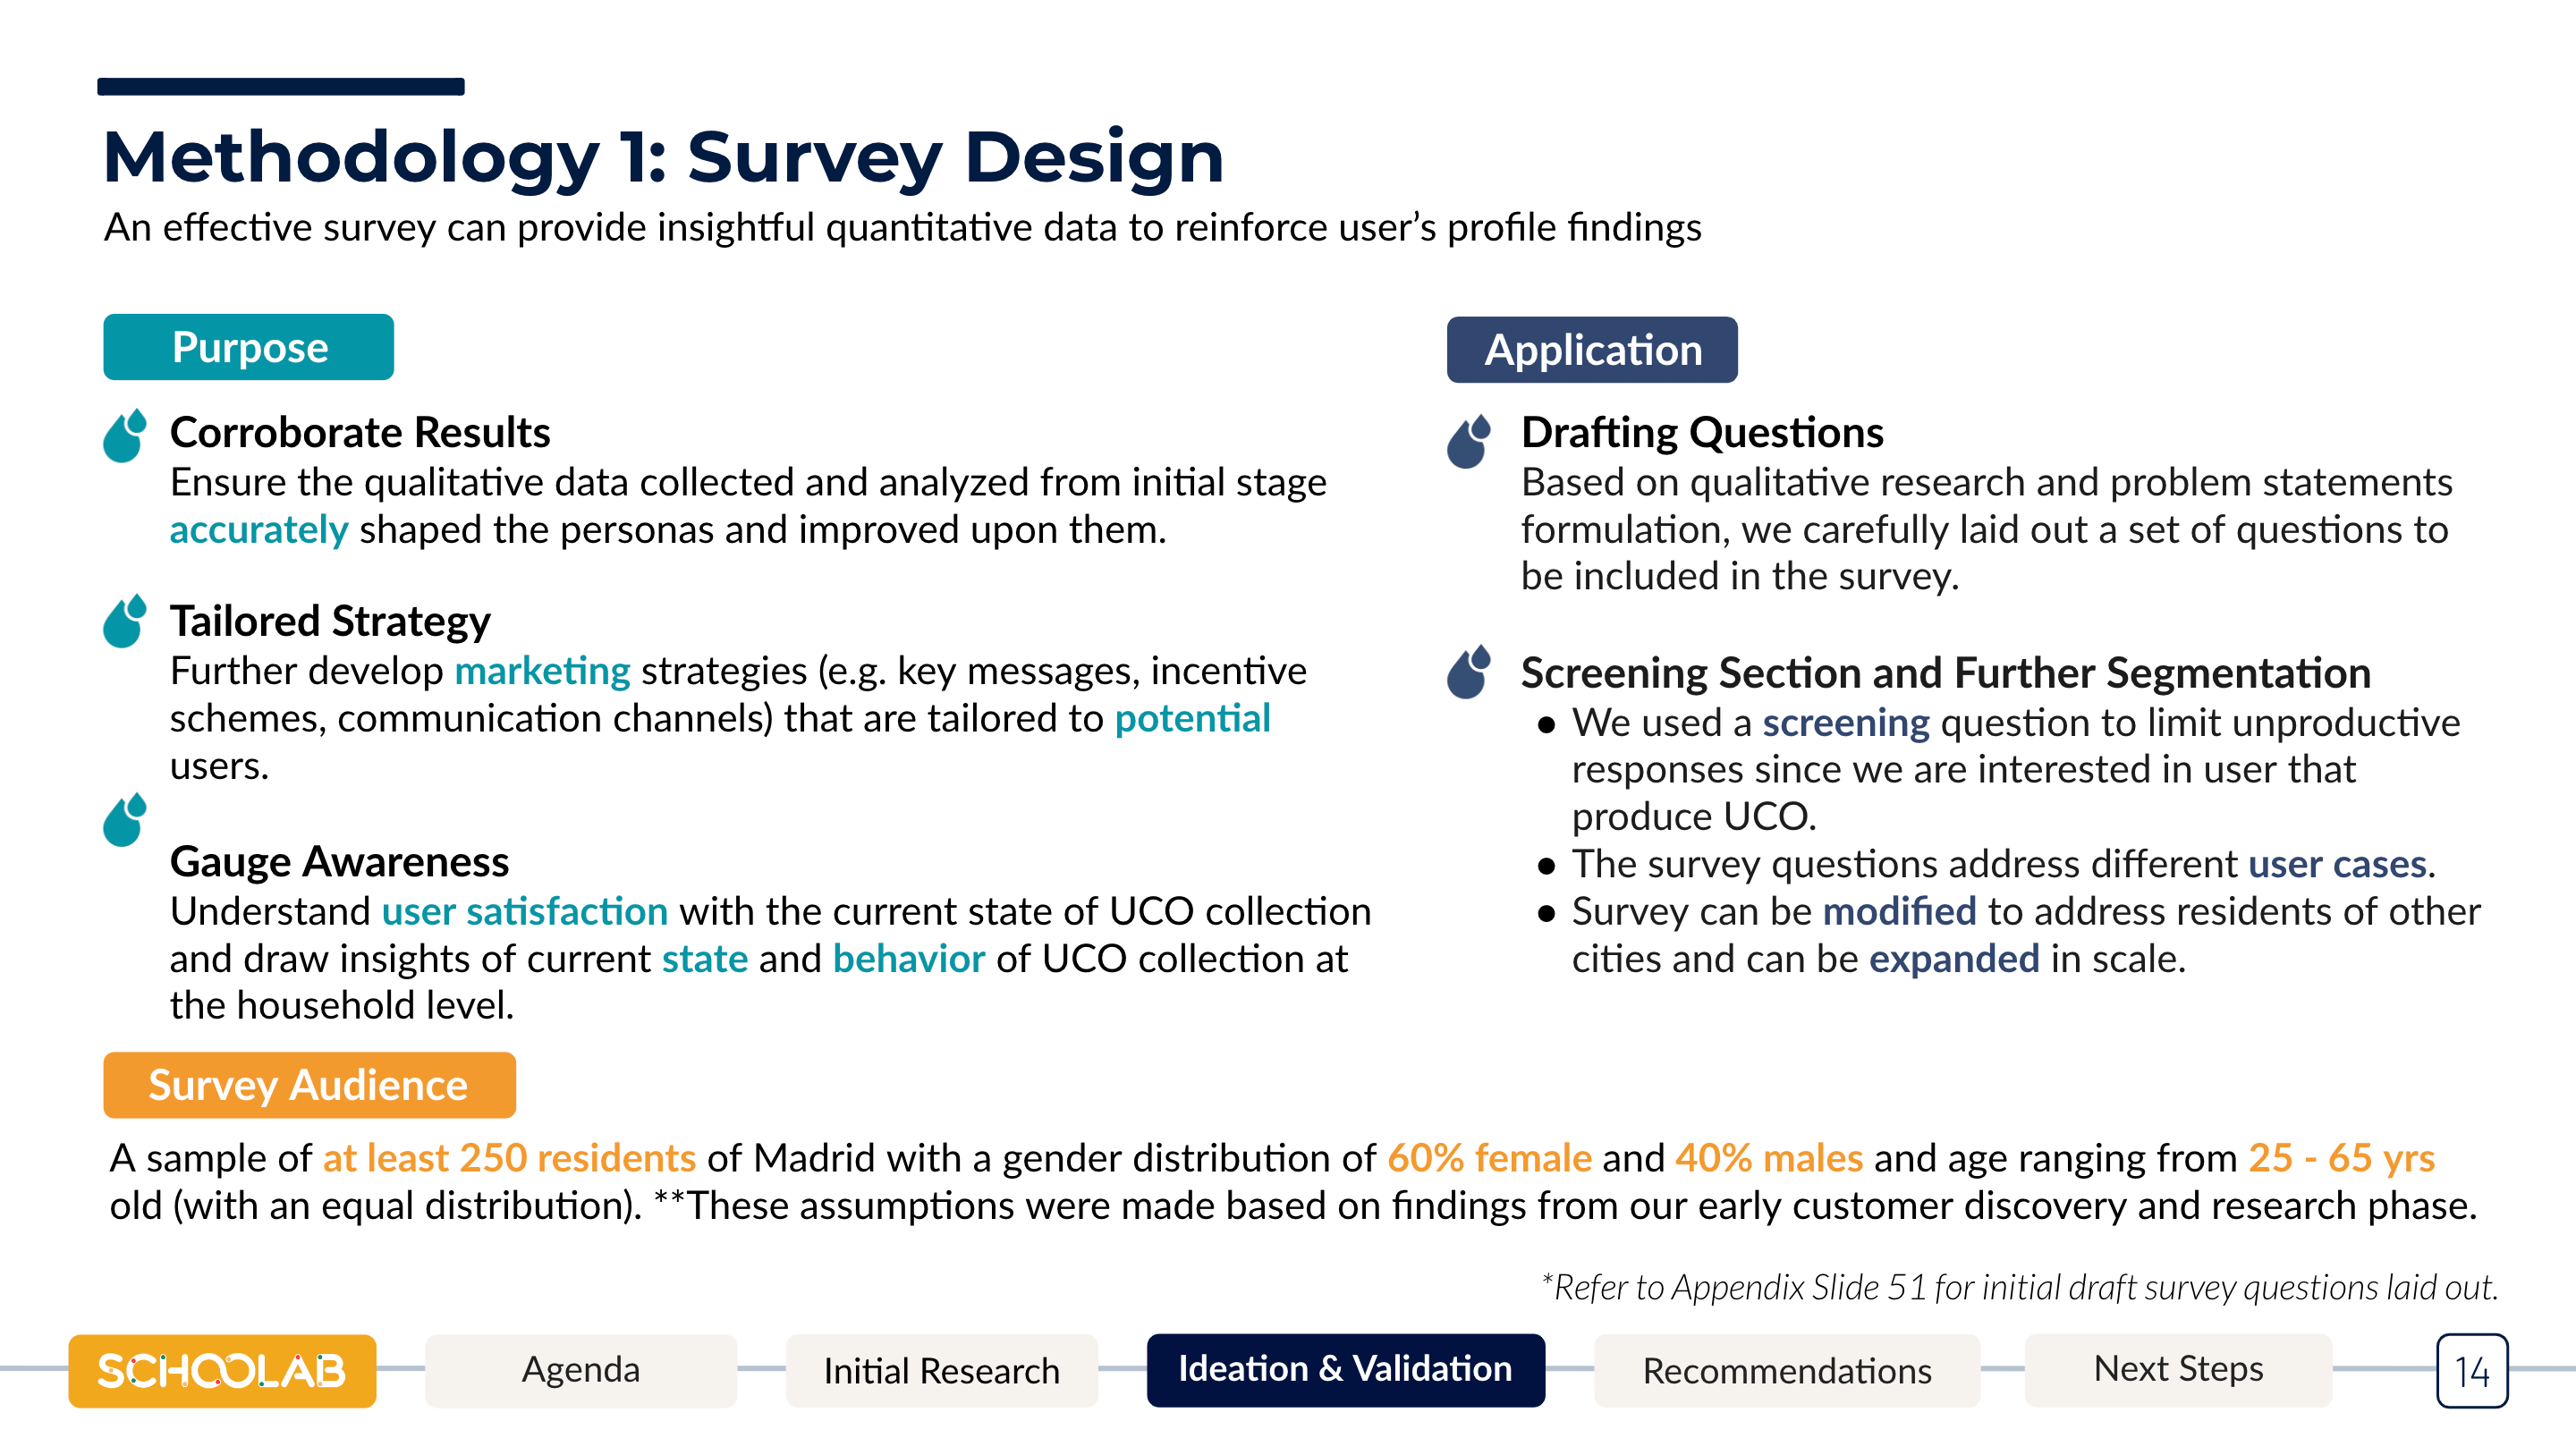 Methodology 1: Survey Design
An effective survey can provide insightful quantitative data to reinforce user’s profile findings
Purpose
Corroborate Results
Ensure the qualitative data collected and analyzed from initial stage
accurately shaped the personas and improved upon them.
Tailored Strategy
Further develop marketing strategies (e.g. key messages, incentive
schemes, communication channels) that are tailored to potential
users.
Gauge Awareness
Understand user satisfaction with the current state of UCO collection
and draw insights of current state and behavior of UCO collection at
the household level.
Application
Drafting Questions
Based on qualitative research and problem statements
formulation, we carefully laid out a set of questions to
be included in the survey.
Screening Section and Further Segmentation
● We used a screening question to limit unproductive
responses since we are interested in user that
produce UCO.
● The survey questions address different user cases.
● Survey can be modified to address residents of other
cities and can be expanded in scale.
Survey Audience
A sample of at least 250 residents of Madrid with a gender distribution of 60% female and 40% males and age ranging from 25 - 65 yrs
old (with an equal distribution). **These assumptions were made based on findings from our early customer discovery and research phase.
*Refer to Appendix Slide 51 for initial draft survey questions laid out.
SCHOOLAB
Agenda
Initial Research
Ideation & Validation
Recommendations
Next Steps
14